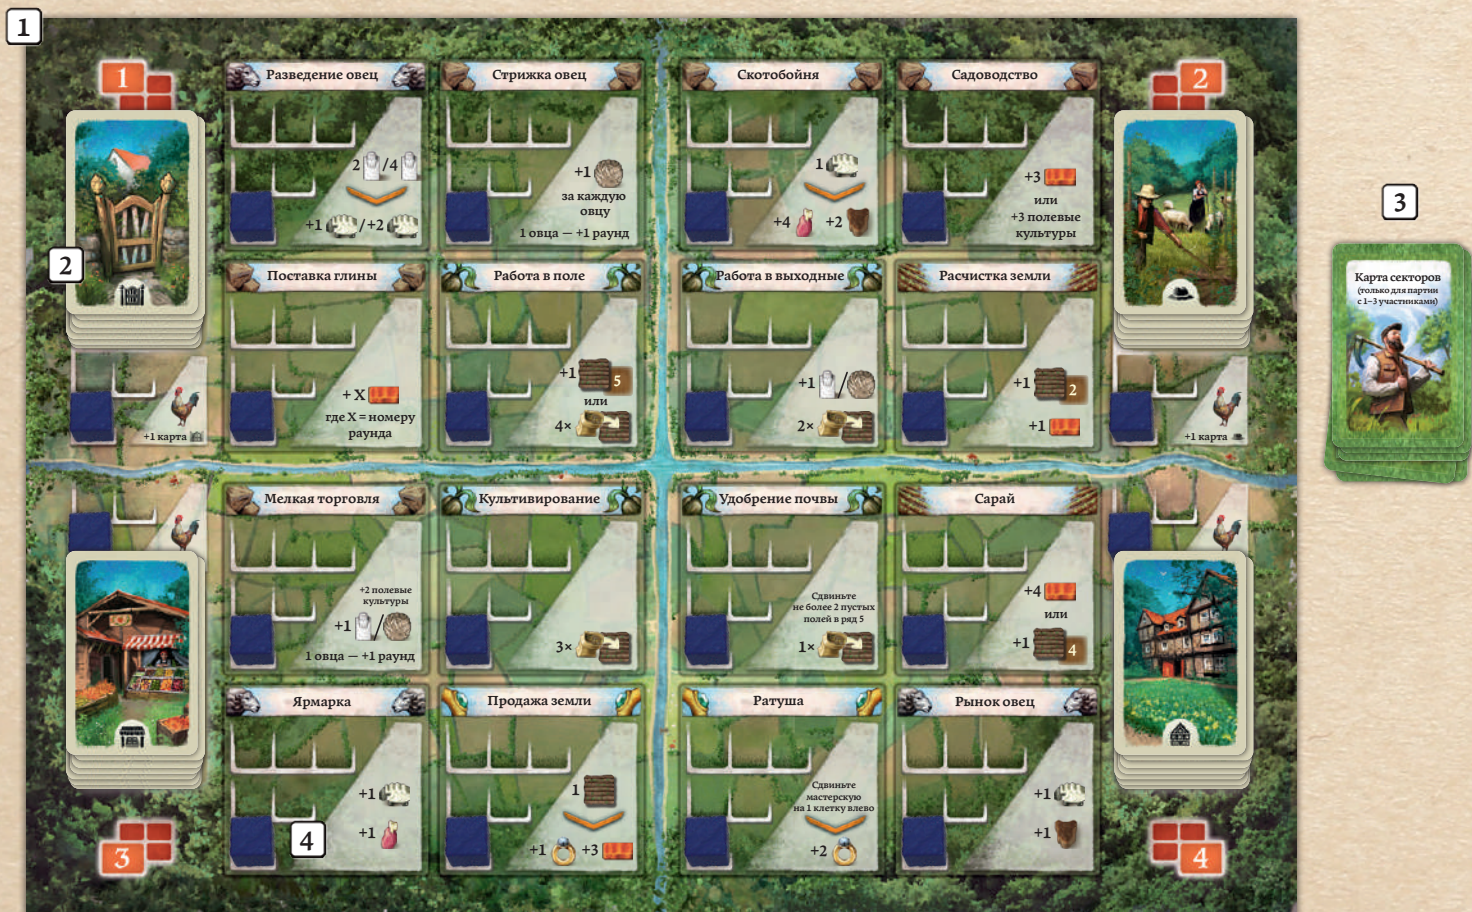 1
1
2
Разведение овец
2 /4
+1 /+2
Стрижка овец
+1
за каждую
овцу
1 овца — +1 раунд
Скотобойня
1
+4 +2
Садоводство
+3
или
+3 полевые
культуры
2
3
Карта секторов
(только для партии
с 1–3 участниками)
Поставка глины
+ X
где X = номеру
раунда
Работа в поле
+1 5
или
4×
Работа в выходные
+1 /
2×
Расчистка земли
+1 2
+1
+1 карта
+1 карта
Мелкая торговля
+2 полевые
культуры
+1 /
1 овца — +1 раунд
Культивирование
3×
Удобрение почвы
Сдвиньте
не более 2 пустых
полей в ряд 5
1×
Сарай
+4
или
+1 4
Ярмарка
+1
+1
4
Продажа земли
1
+1 +3
Ратуша
Сдвиньте
мастерскую
на 1 клетку влево
+2
Рынок овец
+1
+1
3
4